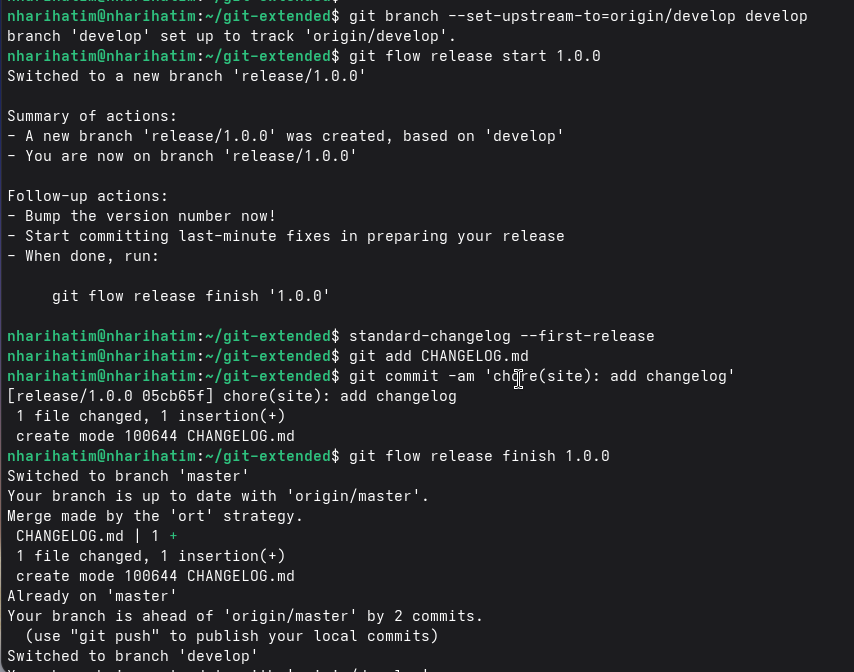 nharihatim@nharihatim:~/git-extended$ git branch --set-upstream-to=origin/develop develop
branch 'develop' set up to track 'origin/develop'.
nharihatim@nharihatim:~/git-extended$ git flow release start 1.0.0
Switched to a new branch 'release/1.0.0'
Summary of actions:
- A new branch 'release/1.0.0' was created, based on 'develop'
- You are now on branch 'release/1.0.0'
Follow-up actions:
- Bump the version number now!
- Start committing last-minute fixes in preparing your release
- When done, run:
git flow release finish '1.0.0'
nharihatim@nharihatim:~/git-extended$ standard-changelog --first-release
nharihatim@nharihatim:~/git-extended$ git add CHANGELOG.md
nharihatim@nharihatim:~/git-extended$ git commit -am 'chore(site): add changelog'
[release/1.0.0 05cb65f] chore(site): add changelog
1 file changed, 1 insertion(+)
create mode 100644 CHANGELOG.md
nharihatim@nharihatim:~/git-extended$ git flow release finish 1.0.0
Switched to branch 'master'
Your branch is up to date with 'origin/master'.
Merge made by the 'ort' strategy.
CHANGELOG.md | 1 +
1 file changed, 1 insertion(+)
create mode 100644 CHANGELOG.md
Already on 'master'
Your branch is ahead of 'origin/master' by 2 commits.
(use "git push" to publish your local commits)
Switched to branch 'develop'